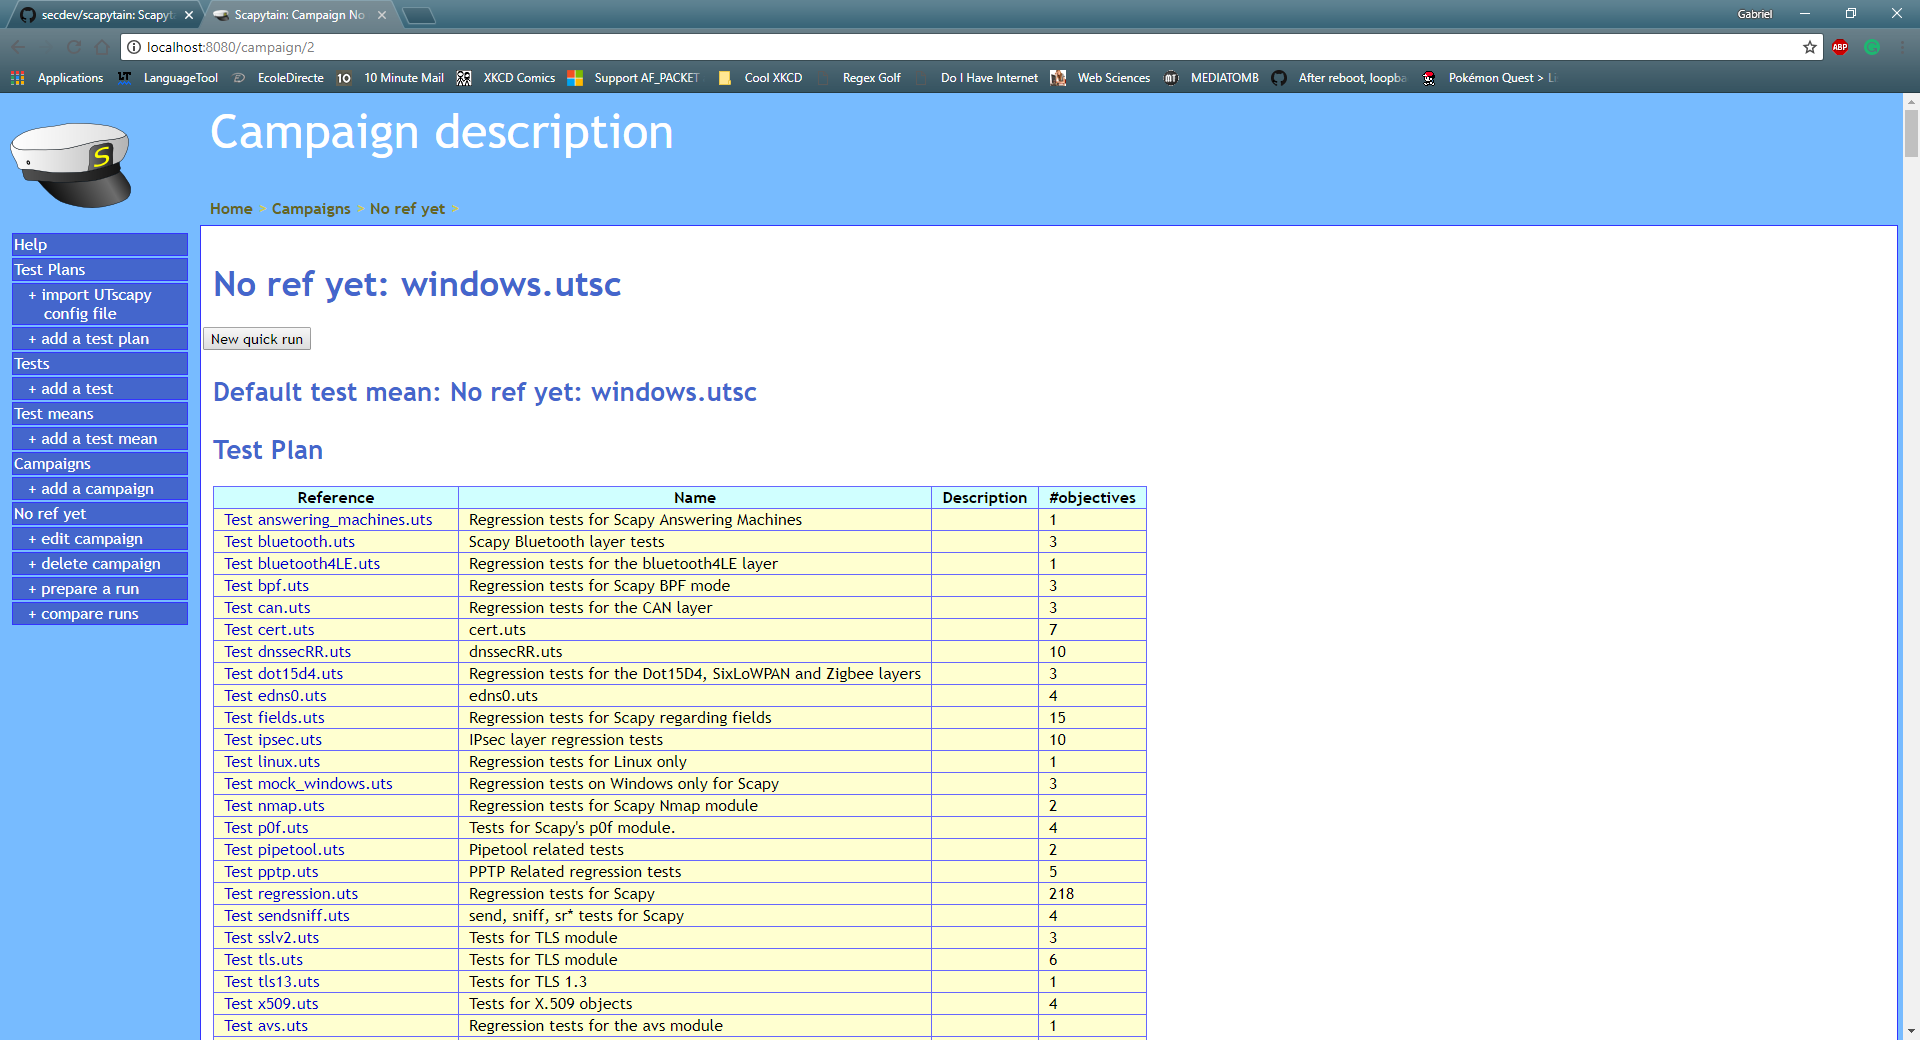 secdev/scapytain: Scapyt
Scapytain: Campaign No
Gabriel
localhost:8080/campaign/2
ABP
Applications
LT
LanguageTool
EcoleDirecte
10
10 Minute Mail
XKCD Comics
Support AF_PACKET
Cool XKCD
Regex Golf
Do I Have Internet
Web Sciences
MT
MEDIATOMB
After reboot, loopba
Pokémon Quest > Li
S
Campaign description
Home > Campaigns > No ref yet >
Help
Test Plans
+ import UTscapy
config file
+ add a test plan
Tests
+ add a test
Test means
+ add a test mean
Campaigns
+ add a campaign
No ref yet
+ edit campaign
+ delete campaign
+ prepare a run
+ compare runs
No ref yet: windows.utsc
New quick run
Default test mean: No ref yet: windows.utsc
Test Plan
Reference Name Description #objectives
Test answering_machines.uts Regression tests for Scapy Answering Machines 1
Test bluetooth.uts Scapy Bluetooth layer tests 3
Test bluetooth4LE.uts Regression tests for the bluetooth4LE layer 1
Test bpf.uts Regression tests for Scapy BPF mode 3
Test can.uts Regression tests for the CAN layer 3
Test cert.uts cert.uts 7
Test dnssecRR.uts dnssecRR.uts 10
Test dot15d4.uts Regression tests for the Dot15D4, SixLoWPAN and Zigbee layers 3
Test edns0.uts edns0.uts 4
Test fields.uts Regression tests for Scapy regarding fields 15
Test ipsec.uts IPsec layer regression tests 10
Test linux.uts Regression tests for Linux only 1
Test mock_windows.uts Regression tests on Windows only for Scapy 3
Test nmap.uts Regression tests for Scapy Nmap module 2
Test p0f.uts Tests for Scapy's p0f module. 4
Test pipetool.uts Pipetool related tests 2
Test pptp.uts PPTP Related regression tests 5
Test regression.uts Regression tests for Scapy 218
Test sendsniff.uts send, sniff, sr* tests for Scapy 4
Test sslv2.uts Tests for TLS module 3
Test tls.uts Tests for TLS module 6
Test tls13.uts Tests for TLS 1.3 1
Test x509.uts Tests for X.509 objects 4
Test avs.uts Regression tests for the avs module 1